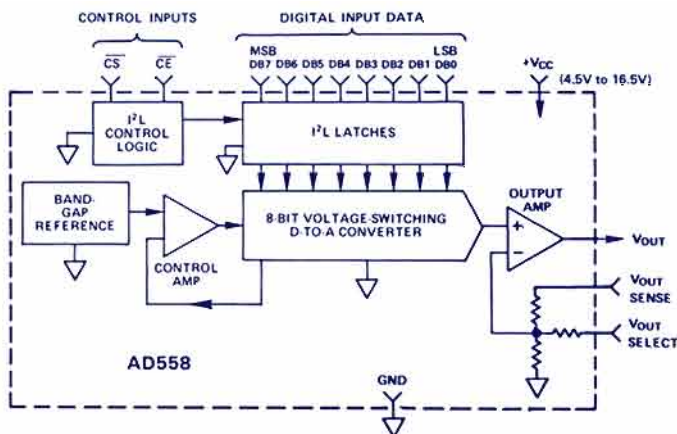 CONTROL INPUTS
DIGITAL INPUT DATA
MSB LSB
CS CE DB7 DB6 DB5 DB4 DB3 DB2 DB1 DB0
+VCC
(4.5V to 16.5V)
I²L
CONTROL
LOGIC
I²L LATCHES
BAND-
GAP
REFERENCE
CONTROL
AMP
8-BIT VOLTAGE-SWITCHING
D-TO-A CONVERTER
OUTPUT
AMP
+
−
VOUT
VOUT
SENSE
VOUT
SELECT
AD558
GND